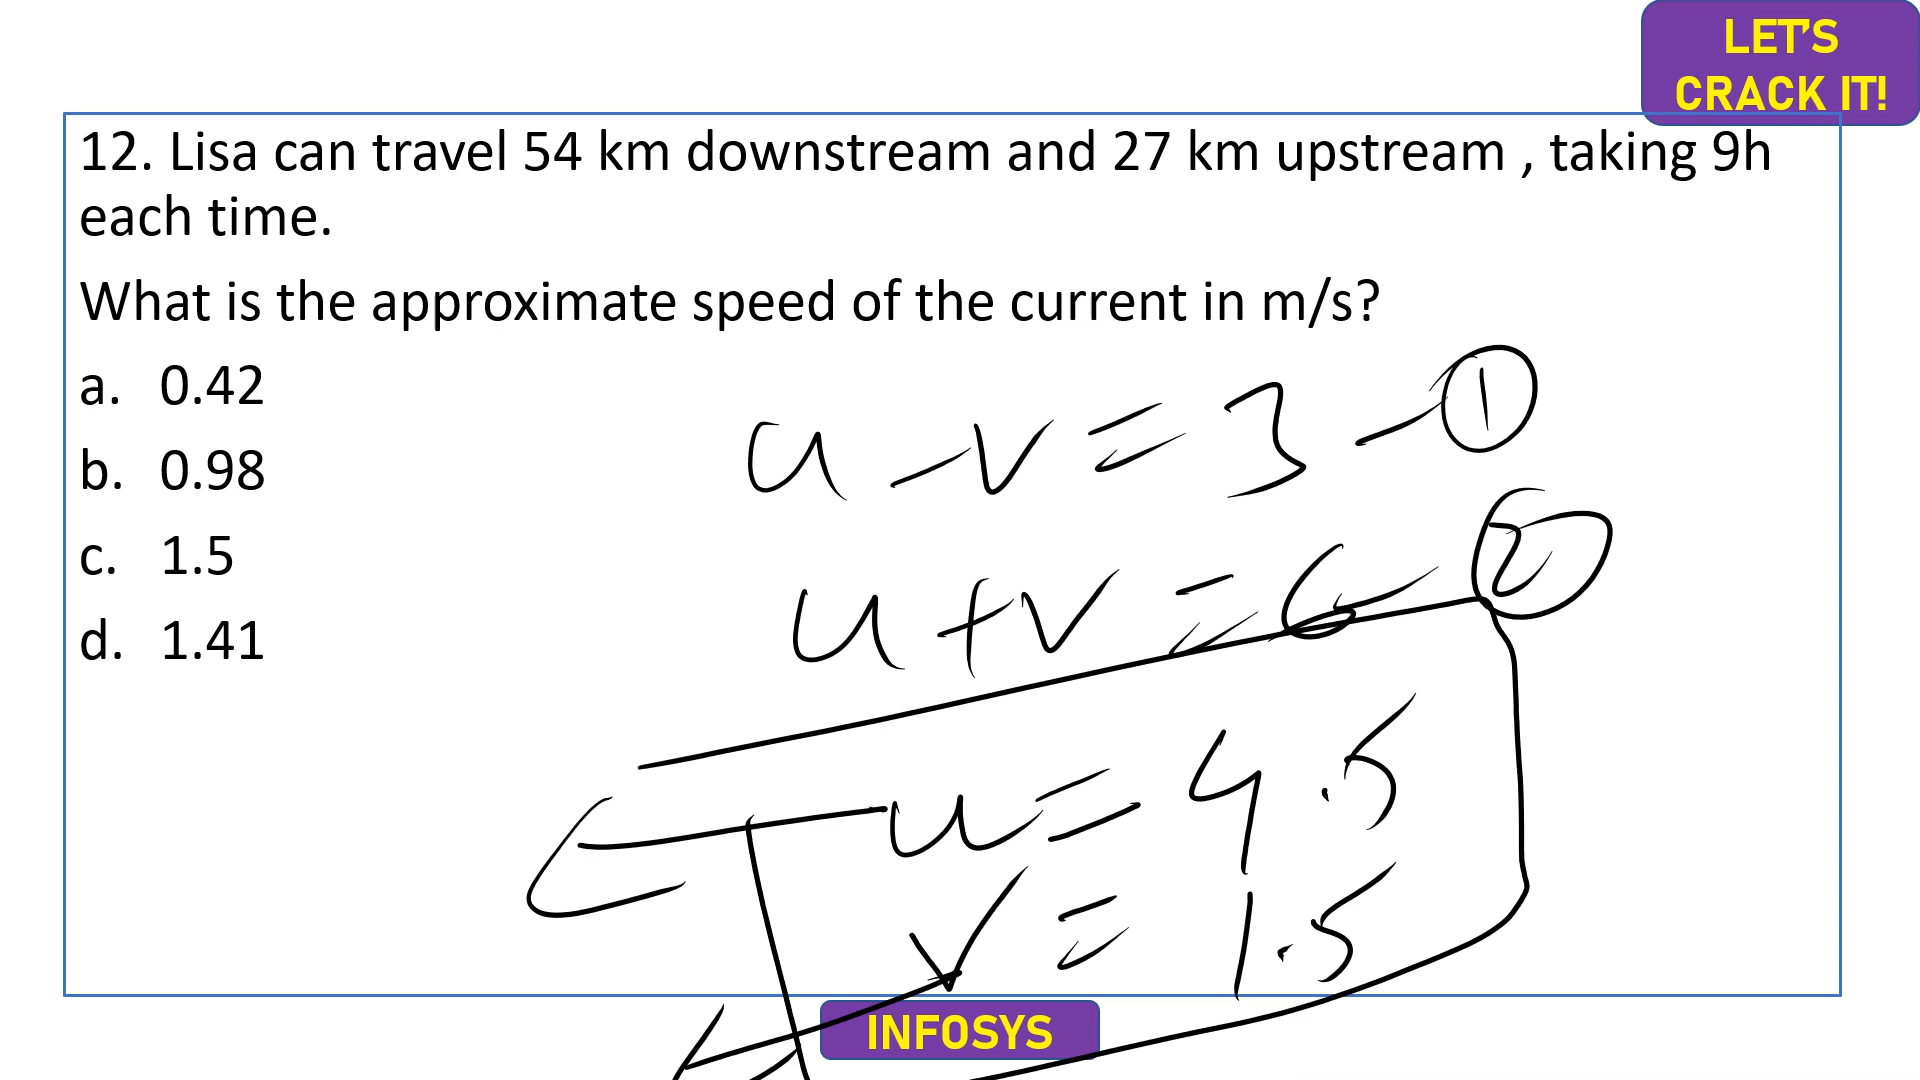 LET'S
CRACK IT!
12. Lisa can travel 54 km downstream and 27 km upstream , taking 9h
each time.
What is the approximate speed of the current in m/s?
a. 0.42
b. 0.98
c. 1.5
d. 1.41
u - v = 3 - 1
u + v = 6 - 2
u = 4.5
v = 1.5
INFOSYS